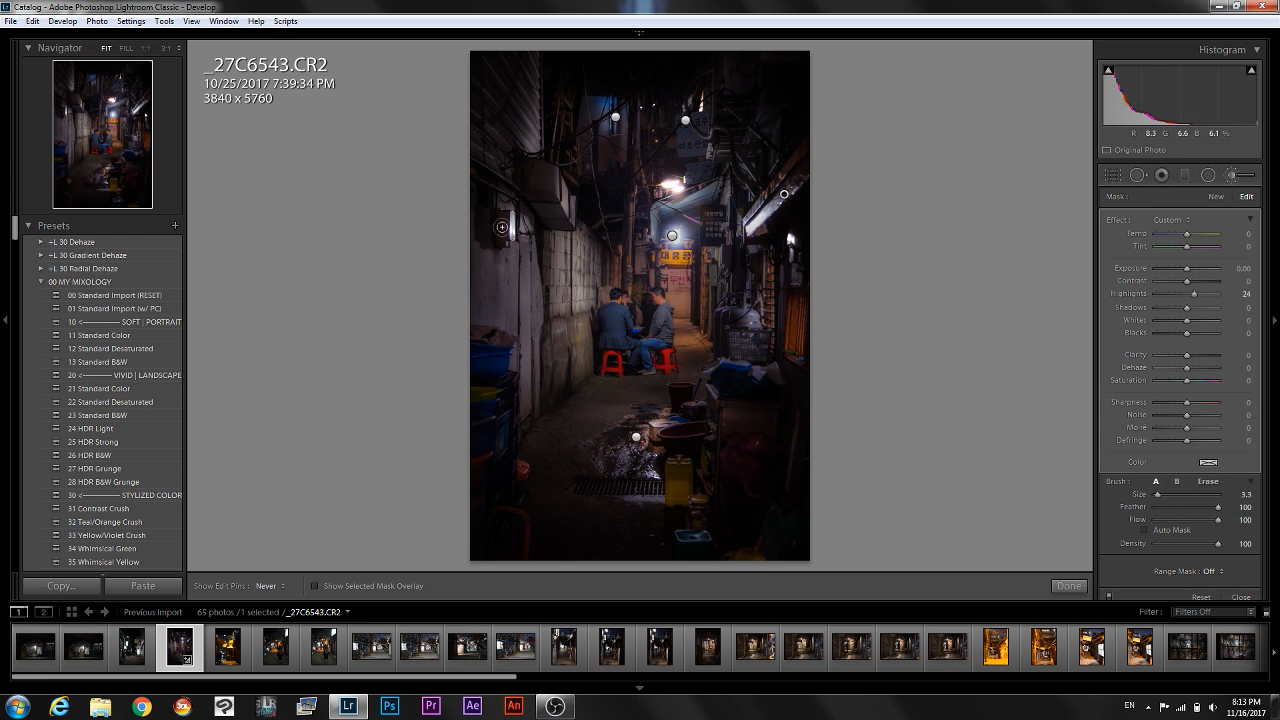 Catalog - Adobe Photoshop Lightroom Classic - Develop
File Edit Develop Photo Settings Tools View Window Help Scripts
Navigator FIT FILL 1:1 3:1
Presets +
+L 30 Dehaze
+L 30 Gradient Dehaze
+L 30 Radial Dehaze
00 MY MIXOLOGY
00 Standard Import (RESET)
01 Standard Import (w/ PC)
10 <-------------- SOFT | PORTRAIT
11 Standard Color
12 Standard Desaturated
13 Standard B&W
20 <----------- VIVID | LANDSCAPE
21 Standard Color
22 Standard Desaturated
23 Standard B&W
24 HDR Light
25 HDR Strong
26 HDR B&W
27 HDR Grunge
28 HDR B&W Grunge
30 <-------------- STYLIZED COLOR
31 Contrast Crush
32 Teal/Orange Crush
33 Yellow/Violet Crush
34 Whimsical Green
35 Whimsical Yellow
Copy... Paste
_27C6543.CR2
10/25/2017 7:39:34 PM
3840 x 5760
Show Edit Pins : Never Show Selected Mask Overlay Done
Histogram
R 8.3 G 6.6 B 6.1 %
Original Photo
Mask : New Edit
Effect : Custom
Temp 0
Tint 0
Exposure 0.00
Contrast 0
Highlights 24
Shadows 0
Whites 0
Blacks 0
Clarity 0
Dehaze 0
Saturation 0
Sharpness 0
Noise 0
Moiré 0
Defringe 0
Color
Brush : A B Erase
Size 3.3
Feather 100
Flow 100
Auto Mask
Density 100
Range Mask : Off
Reset Close
1 2 Previous Import 65 photos /1 selected /_27C6543.CR2 Filter : Filters Off
Lr Ps Pr Ae An
EN 8:13 PM
11/16/2017